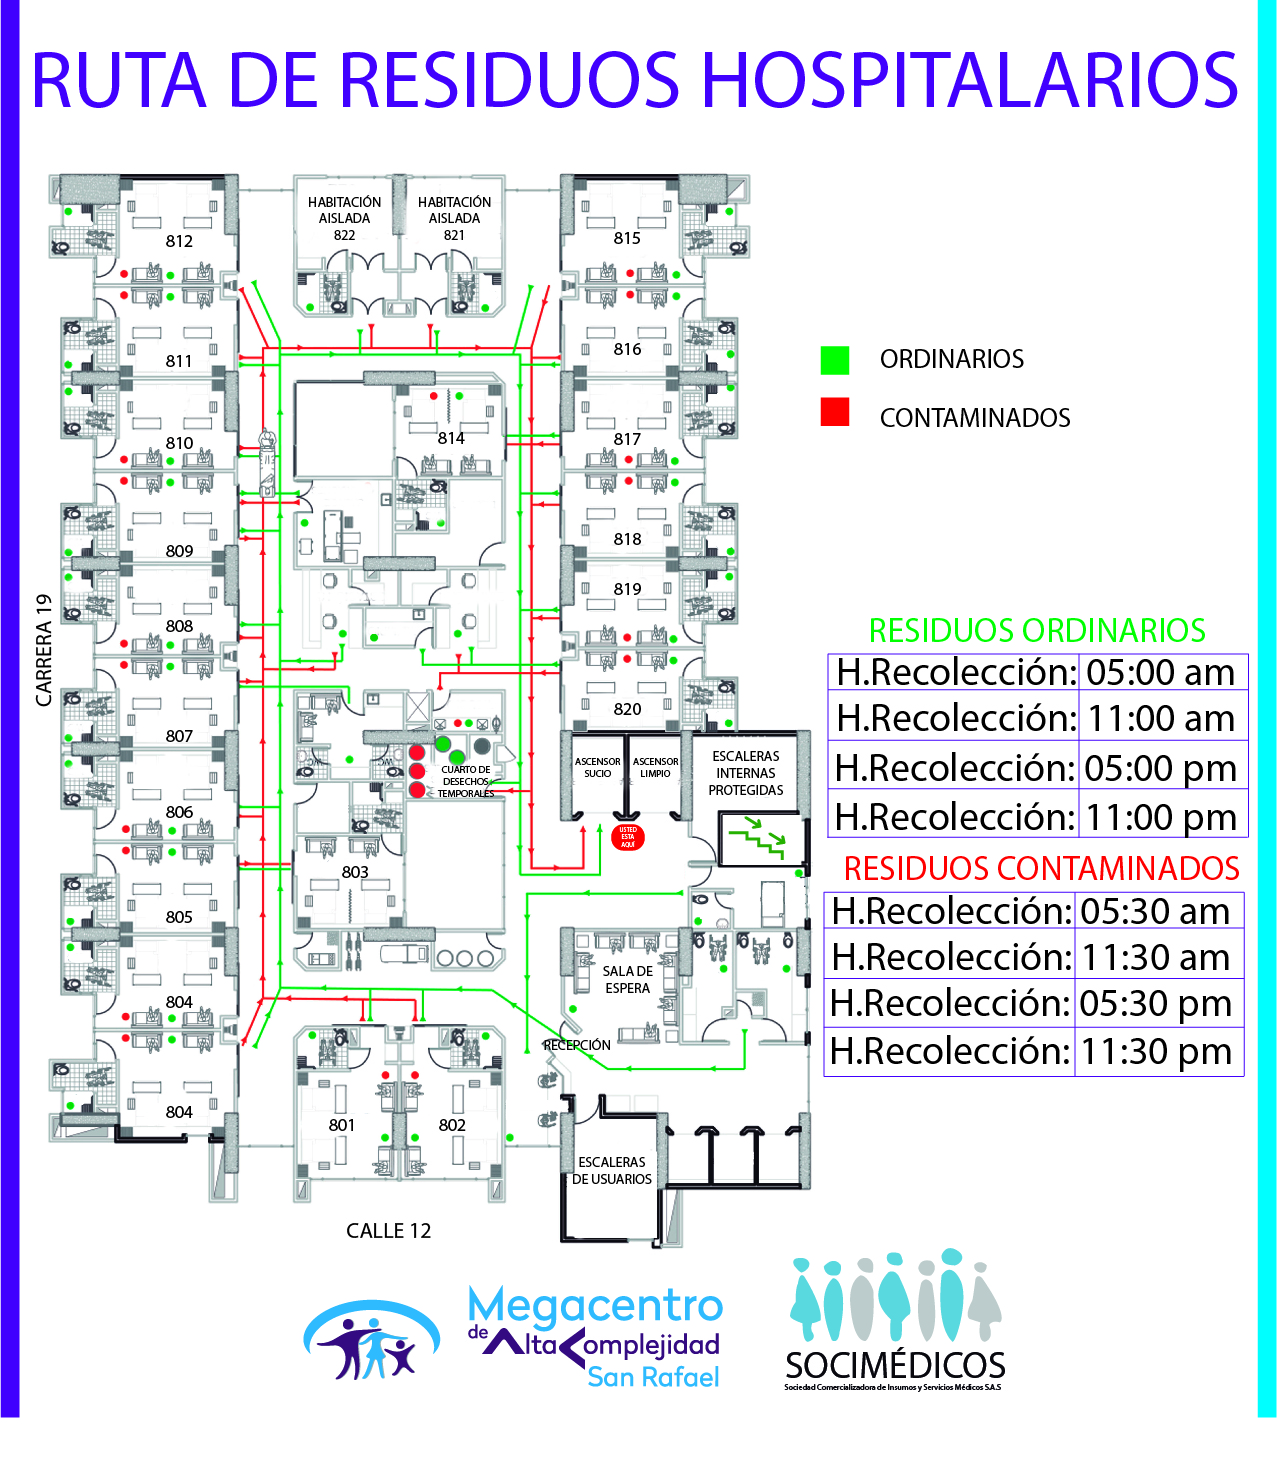 RUTA DE RESIDUOS HOSPITALARIOS
HABITACIÓN
AISLADA
822
HABITACIÓN
AISLADA
821
812
815
811
816
810
814
817
809
818
808
819
807
820
806
803
805
804
804
801
802
CARRERA 19
CUARTO DE
DESECHOS
TEMPORALES
WC
WC
ASCENSOR
SUCIO
ASCENSOR
LIMPIO
ESCALERAS
INTERNAS
PROTEGIDAS
USTED
ESTA
AQUÍ
SALA DE
ESPERA
RECEPCIÓN
ESCALERAS
DE USUARIOS
CALLE 12
ORDINARIOS
CONTAMINADOS
RESIDUOS ORDINARIOS
H.Recolección: 05:00 am
H.Recolección: 11:00 am
H.Recolección: 05:00 pm
H.Recolección: 11:00 pm
RESIDUOS CONTAMINADOS
H.Recolección: 05:30 am
H.Recolección: 11:30 am
H.Recolección: 05:30 pm
H.Recolección: 11:30 pm
Megacentro
de Alta Complejidad
San Rafael
SOCIMÉDICOS
Sociedad Comercializadora de Insumos y Servicios Médicos S.A.S